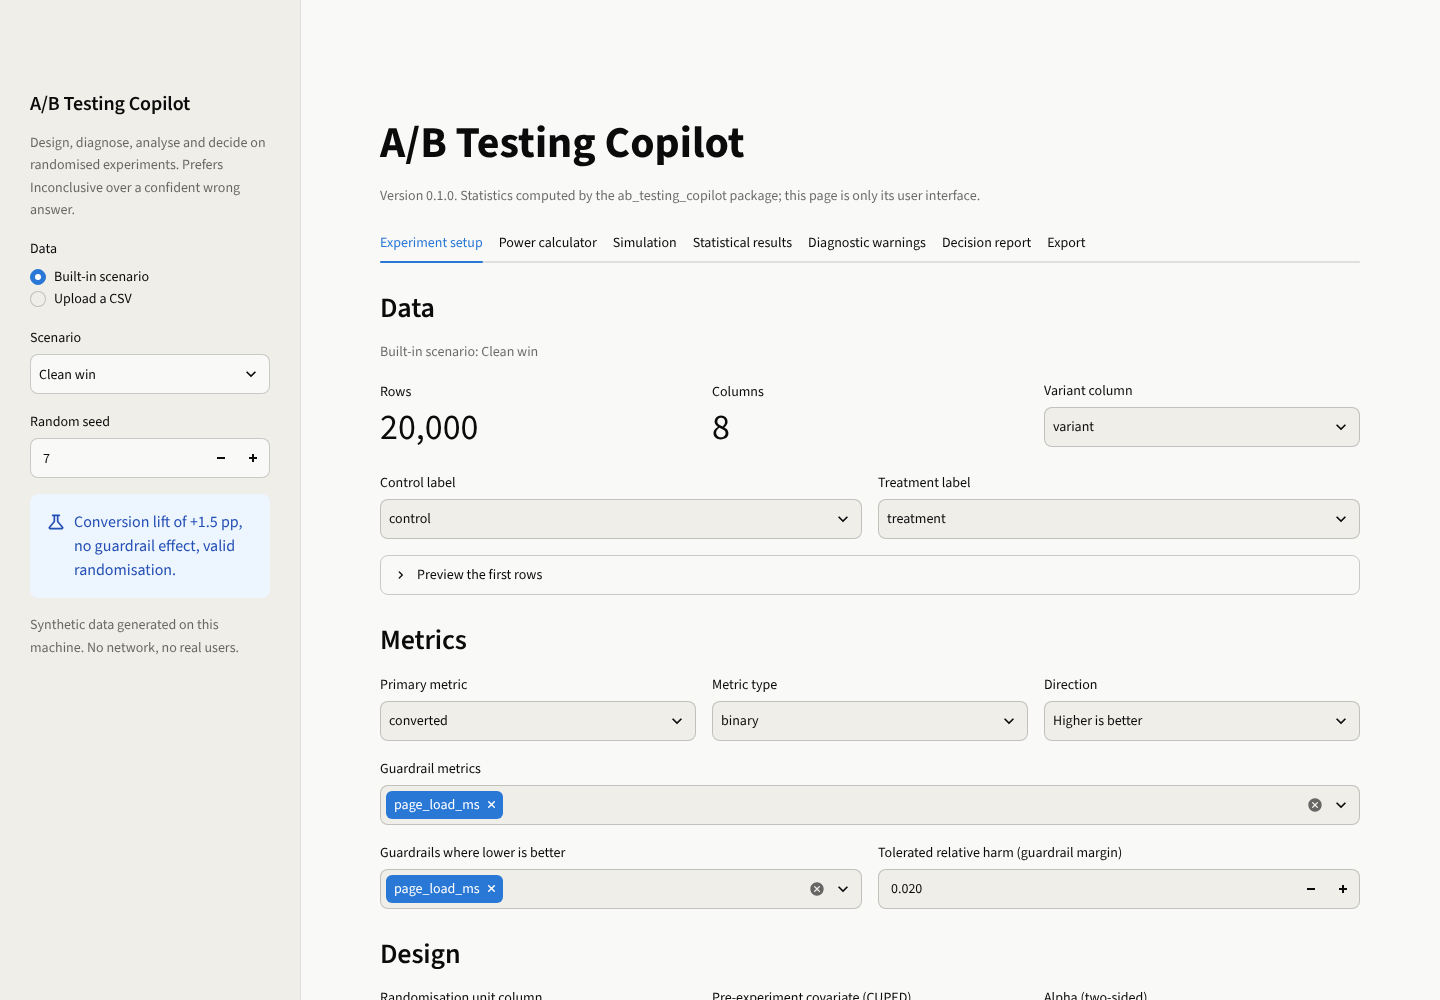 A/B Testing Copilot
Design, diagnose, analyse and decide on
randomised experiments. Prefers
Inconclusive over a confident wrong
answer.
Data
Built-in scenario
Upload a CSV
Scenario
Clean win
Random seed
7
Conversion lift of +1.5 pp,
no guardrail effect, valid
randomisation.
Synthetic data generated on this
machine. No network, no real users.
A/B Testing Copilot
Version 0.1.0. Statistics computed by the ab_testing_copilot package; this page is only its user interface.
Experiment setup Power calculator Simulation Statistical results Diagnostic warnings Decision report Export
Data
Built-in scenario: Clean win
Rows Columns Variant column
20,000 8 variant
Control label Treatment label
control treatment
Preview the first rows
Metrics
Primary metric Metric type Direction
converted binary Higher is better
Guardrail metrics
page_load_ms
Guardrails where lower is better Tolerated relative harm (guardrail margin)
page_load_ms 0.020
Design
Randomisation unit column Pre-experiment covariate (CUPED) Alpha (two-sided)